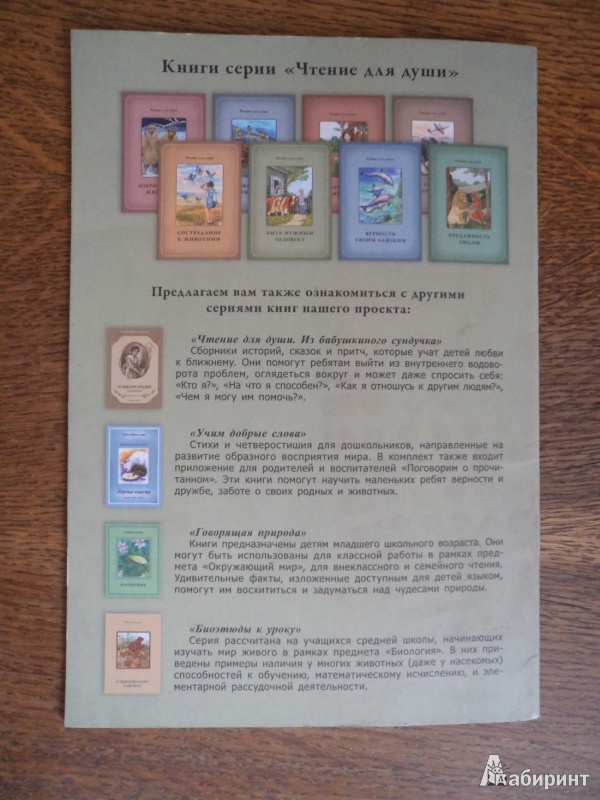 Книги серии «Чтение для души»
СОСТРАДАНИЕ
К ЖИВОТНЫМ
БЫТЬ НУЖНЫМ
ЧЕЛОВЕКУ
ВЕРНОСТЬ
СВОИМ БЛИЗКИМ
ПРЕДАННОСТЬ
ЛЮДЯМ
Предлагаем вам также ознакомиться с другими
сериями книг нашего проекта:
«Чтение для души. Из бабушкиного сундучка»
Сборники историй, сказок и притч, которые учат детей любви
к ближнему. Они помогут ребятам выйти из внутреннего водово-
рота проблем, оглядеться вокруг и может даже спросить себя:
«Кто я?», «На что я способен?», «Как я отношусь к другим людям?»,
«Чем я могу им помочь?».
«Учим добрые слова»
Стихи и четверостишия для дошкольников, направленные на
развитие образного восприятия мира. В комплект также входит
приложение для родителей и воспитателей «Поговорим о прочи-
танном». Эти книги помогут научить маленьких ребят верности и
дружбе, заботе о своих родных и животных.
«Говорящая природа»
Книги предназначены детям младшего школьного возраста. Они
могут быть использованы для классной работы в рамках пред-
мета «Окружающий мир», для внеклассного и семейного чтения.
Удивительные факты, изложенные доступным для детей языком,
помогут им восхититься и задуматься над чудесами природы.
«Биоэтюды к уроку»
Серия рассчитана на учащихся средней школы, начинающих
изучать мир живого в рамках предмета «Биология». В них при-
ведены примеры наличия у многих животных (даже у насекомых)
способностей к обучению, математическому исчислению, и эле-
ментарной рассудочной деятельности.
Лабиринт